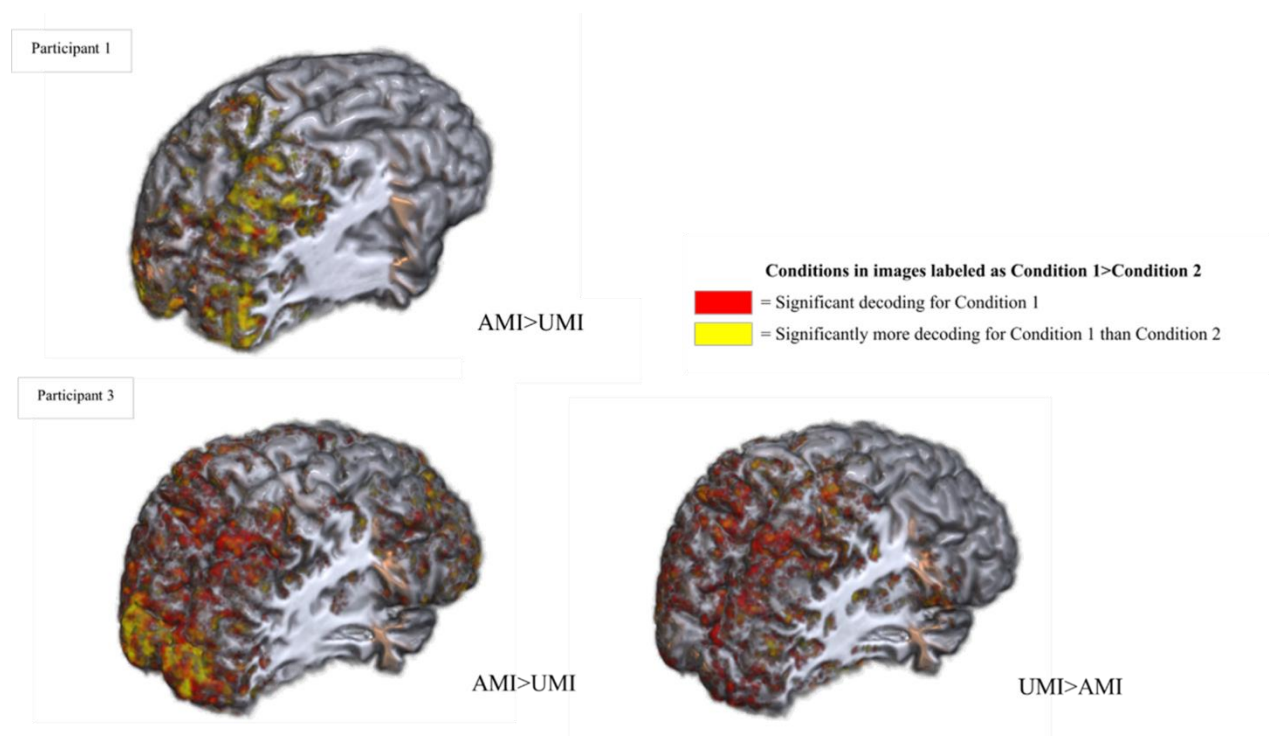 Participant 1
AMI>UMI
Conditions in images labeled as Condition 1>Condition 2
= Significant decoding for Condition 1
= Significantly more decoding for Condition 1 than Condition 2
Participant 3
AMI>UMI
UMI>AMI